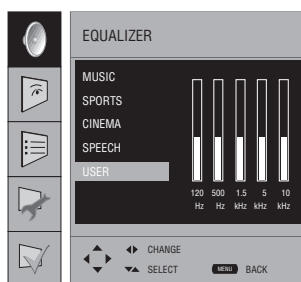 EQUALIZER
MUSIC
SPORTS
CINEMA
SPEECH
USER
120 500 1.5 5 10
Hz Hz kHz kHz kHz
CHANGE
SELECT MENU BACK